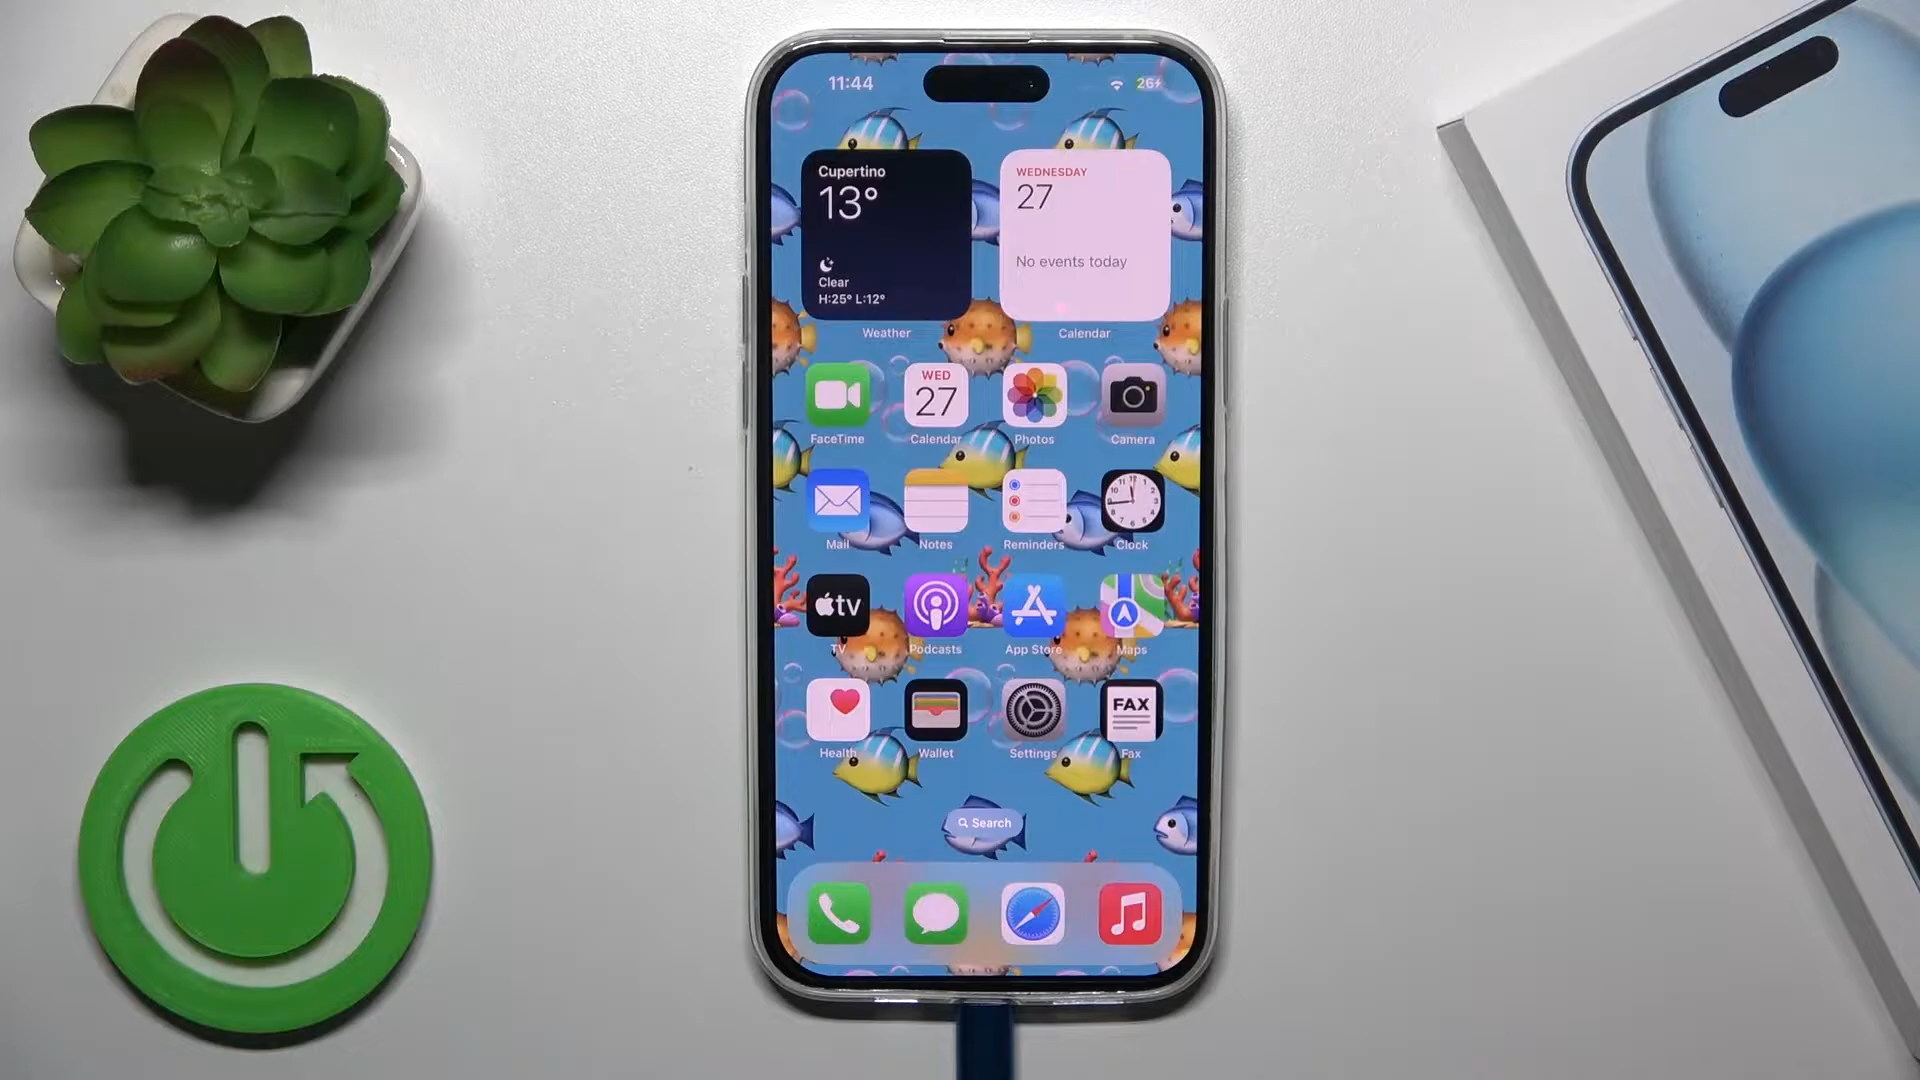 11:44
26
Cupertino
13°
Clear
H:25° L:12°
Weather
WEDNESDAY
27
No events today
Calendar
WED
27
FaceTime
Calendar
Photos
Camera
Mail
Notes
Reminders
Clock
tv
TV
Podcasts
App Store
Maps
FAX
Health
Wallet
Settings
Fax
Search